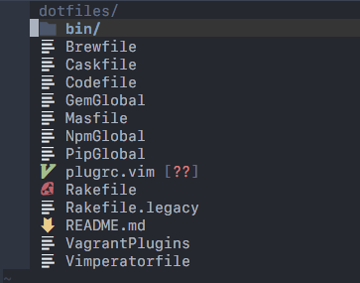 dotfiles/
bin/
Brewfile
Caskfile
Codefile
GemGlobal
Masfile
NpmGlobal
PipGlobal
plugrc.vim [??]
Rakefile
Rakefile.legacy
README.md
VagrantPlugins
Vimperatorfile
~